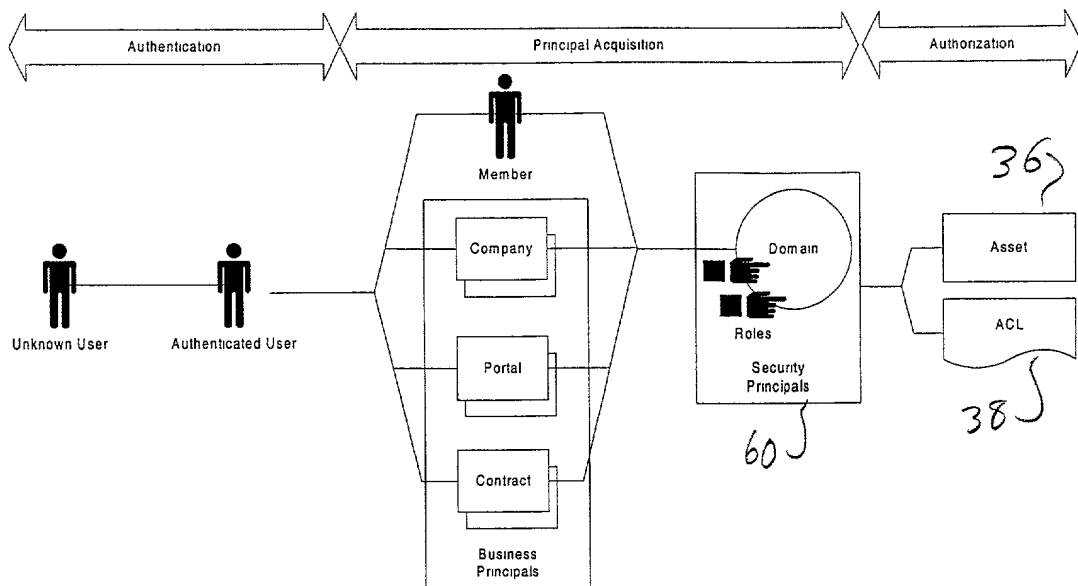 Authentication
Principal Acquisition
Authorization
Member
36
Company
Domain
Asset
Unknown User
Authenticated User
Roles
ACL
Portal
Security
Principals
38
60
Contract
Business
Principals